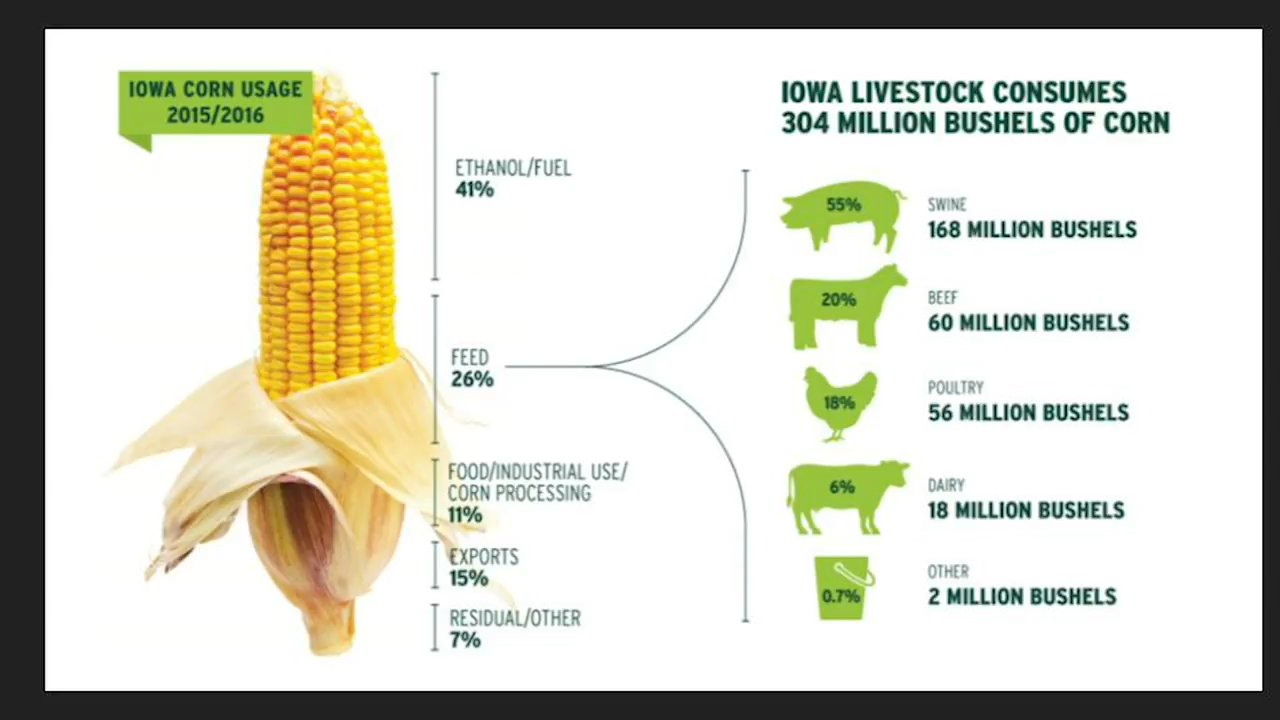 IOWA CORN USAGE
2015/2016
ETHANOL/FUEL
41%
FEED
26%
FOOD/INDUSTRIAL USE/
CORN PROCESSING
11%
EXPORTS
15%
RESIDUAL/OTHER
7%
IOWA LIVESTOCK CONSUMES
304 MILLION BUSHELS OF CORN
55%
SWINE
168 MILLION BUSHELS
20%
BEEF
60 MILLION BUSHELS
18%
POULTRY
56 MILLION BUSHELS
6%
DAIRY
18 MILLION BUSHELS
0.7%
OTHER
2 MILLION BUSHELS